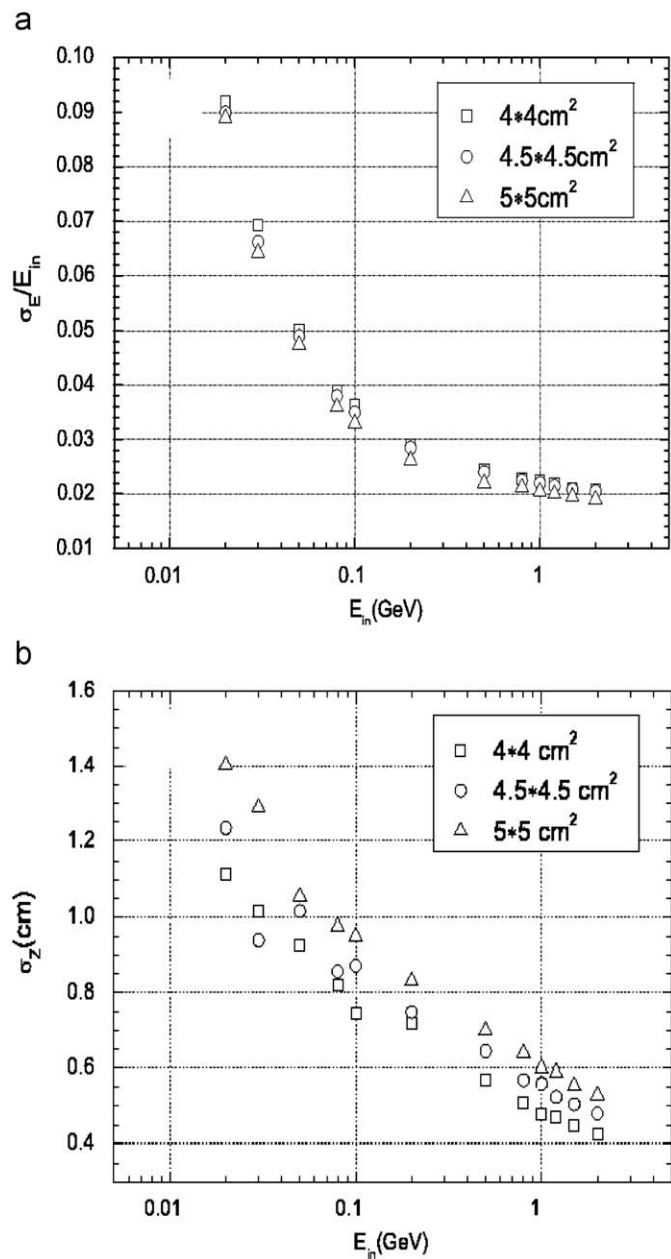 a
0.10
0.09
0.08
0.07
0.06
0.05
0.04
0.03
0.02
0.01
σE/Ein
4*4cm2
4.5*4.5cm2
5*5cm2
0.01 0.1 1
Ein(GeV)
b
1.6
1.4
1.2
1.0
0.8
0.6
0.4
σZ(cm)
4*4 cm2
4.5*4.5 cm2
5*5 cm2
0.01 0.1 1
Ein(GeV)